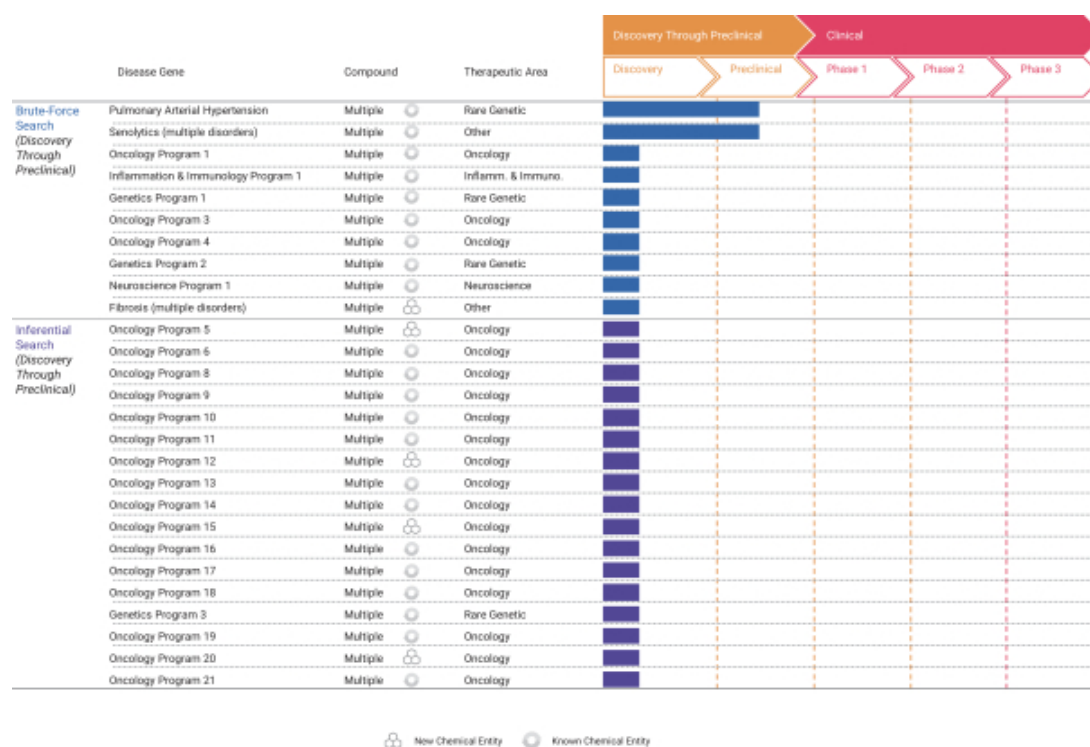 Discovery Through Preclinical Clinical
Disease Gene Compound Therapeutic Area Discovery Preclinical Phase 1 Phase 2 Phase 3
Brute-Force
Search
(Discovery
Through
Preclinical)
Pulmonary Arterial Hypertension Multiple Rare Genetic
Senolytics (multiple disorders) Multiple Other
Oncology Program 1 Multiple Oncology
Inflammation & Immunology Program 1 Multiple Inflamm. & Immuno.
Genetics Program 1 Multiple Rare Genetic
Oncology Program 3 Multiple Oncology
Oncology Program 4 Multiple Oncology
Genetics Program 2 Multiple Rare Genetic
Neuroscience Program 1 Multiple Neuroscience
Fibrosis (multiple disorders) Multiple Other
Inferential
Search
(Discovery
Through
Preclinical)
Oncology Program 5 Multiple Oncology
Oncology Program 6 Multiple Oncology
Oncology Program 8 Multiple Oncology
Oncology Program 9 Multiple Oncology
Oncology Program 10 Multiple Oncology
Oncology Program 11 Multiple Oncology
Oncology Program 12 Multiple Oncology
Oncology Program 13 Multiple Oncology
Oncology Program 14 Multiple Oncology
Oncology Program 15 Multiple Oncology
Oncology Program 16 Multiple Oncology
Oncology Program 17 Multiple Oncology
Oncology Program 18 Multiple Oncology
Genetics Program 3 Multiple Rare Genetic
Oncology Program 19 Multiple Oncology
Oncology Program 20 Multiple Oncology
Oncology Program 21 Multiple Oncology
New Chemical Entity Known Chemical Entity